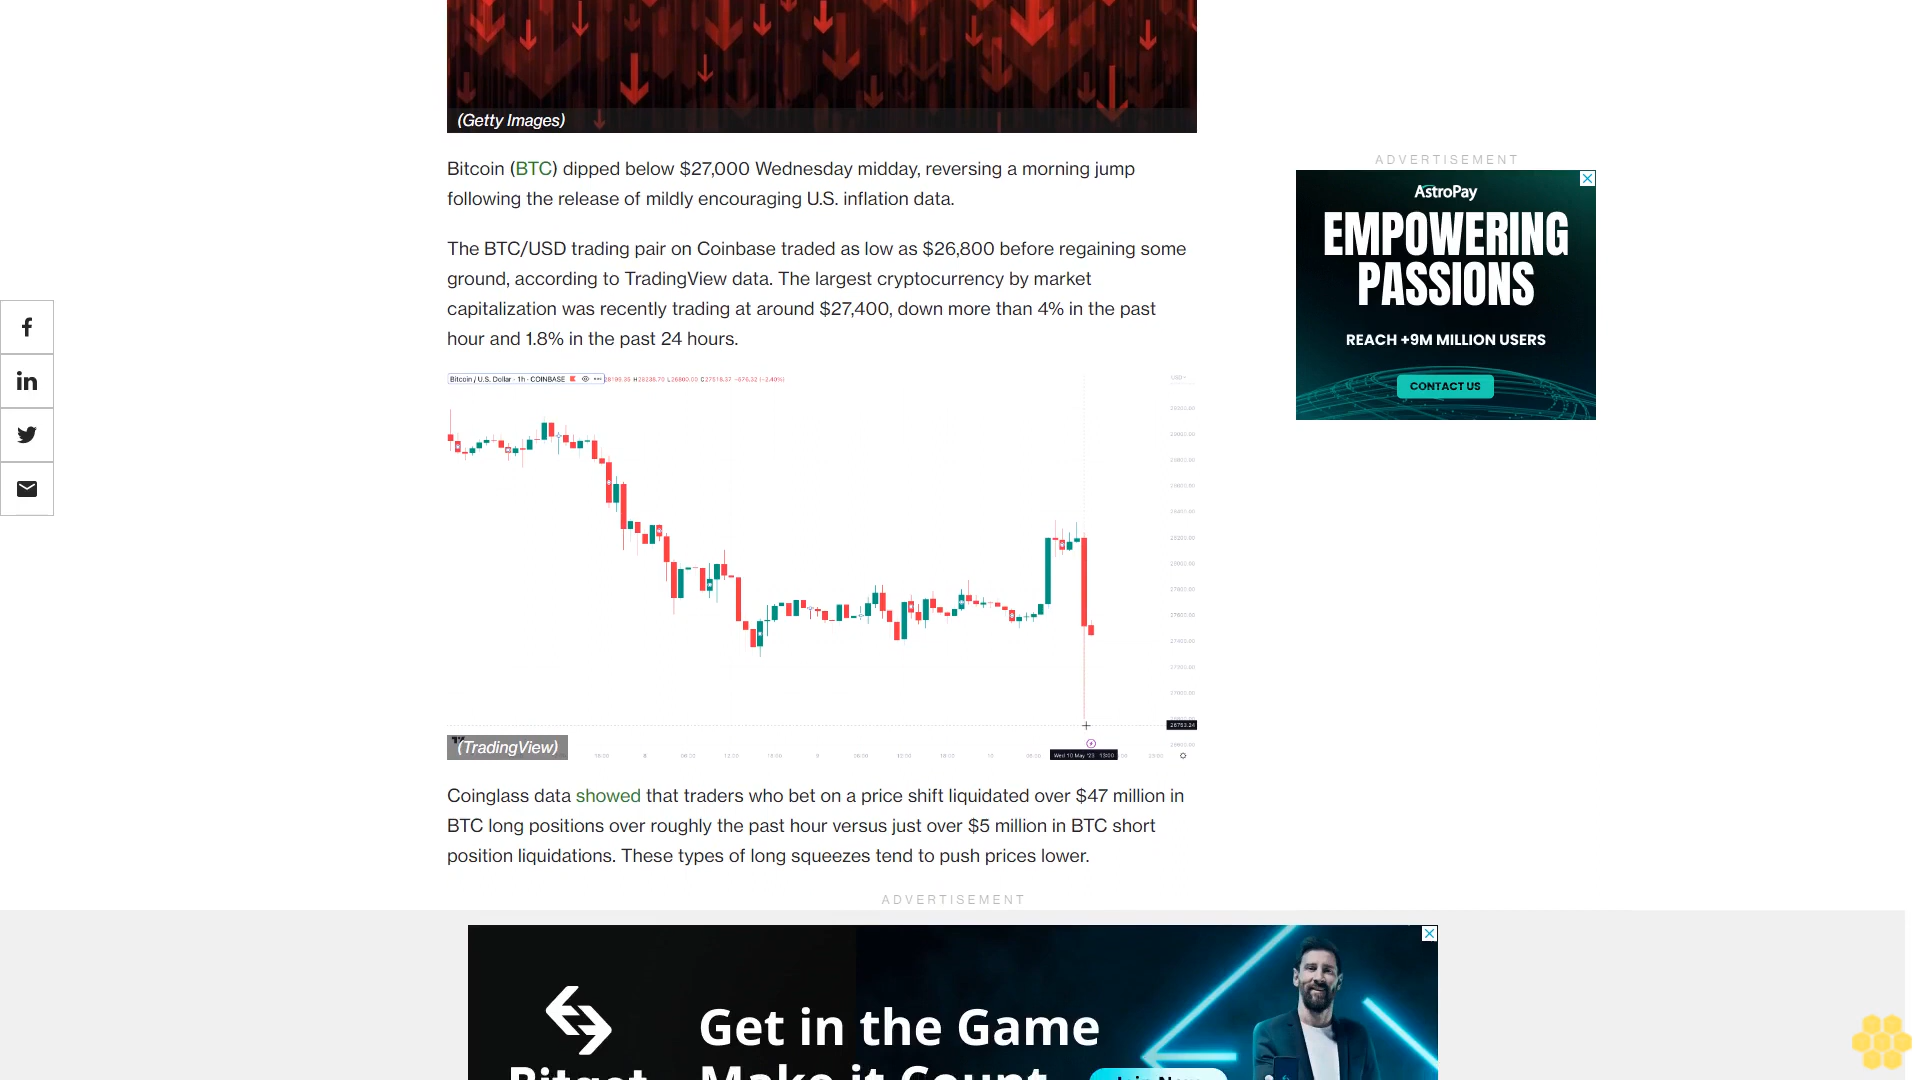 (Getty Images)
Bitcoin (BTC) dipped below $27,000 Wednesday midday, reversing a morning jump
following the release of mildly encouraging U.S. inflation data.
The BTC/USD trading pair on Coinbase traded as low as $26,800 before regaining some
ground, according to TradingView data. The largest cryptocurrency by market
capitalization was recently trading at around $27,400, down more than 4% in the past
hour and 1.8% in the past 24 hours.
Bitcoin / U.S. Dollar · 1h · COINBASE
(TradingView)
Wed 10 May '23 13:00
Coinglass data showed that traders who bet on a price shift liquidated over $47 million in
BTC long positions over roughly the past hour versus just over $5 million in BTC short
position liquidations. These types of long squeezes tend to push prices lower.
ADVERTISEMENT
AstroPay
EMPOWERING
PASSIONS
REACH +9M MILLION USERS
CONTACT US
ADVERTISEMENT
Get in the Game
Make it Count
Bitget
Join Now